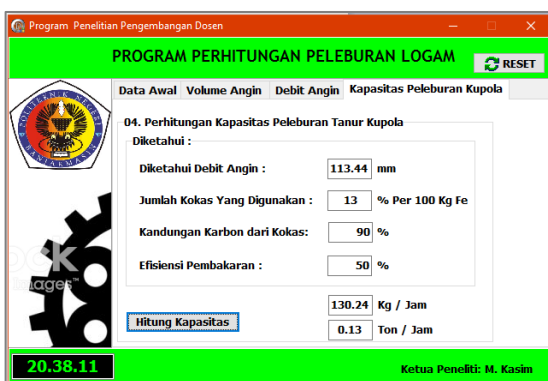 Program Penelitian Pengembangan Dosen
PROGRAM PERHITUNGAN PELEBURAN LOGAM
RESET
Data Awal Volume Angin Debit Angin Kapasitas Peleburan Kupola
04. Perhitungan Kapasitas Peleburan Tanur Kupola
Diketahui :
Diketahui Debit Angin : 113.44 mm
Jumlah Kokas Yang Digunakan : 13 % Per 100 Kg Fe
Kandungan Karbon dari Kokas: 90 %
Efisiensi Pembakaran : 50 %
130.24 Kg / Jam
Hitung Kapasitas
0.13 Ton / Jam
20.38.11
Ketua Peneliti: M. Kasim